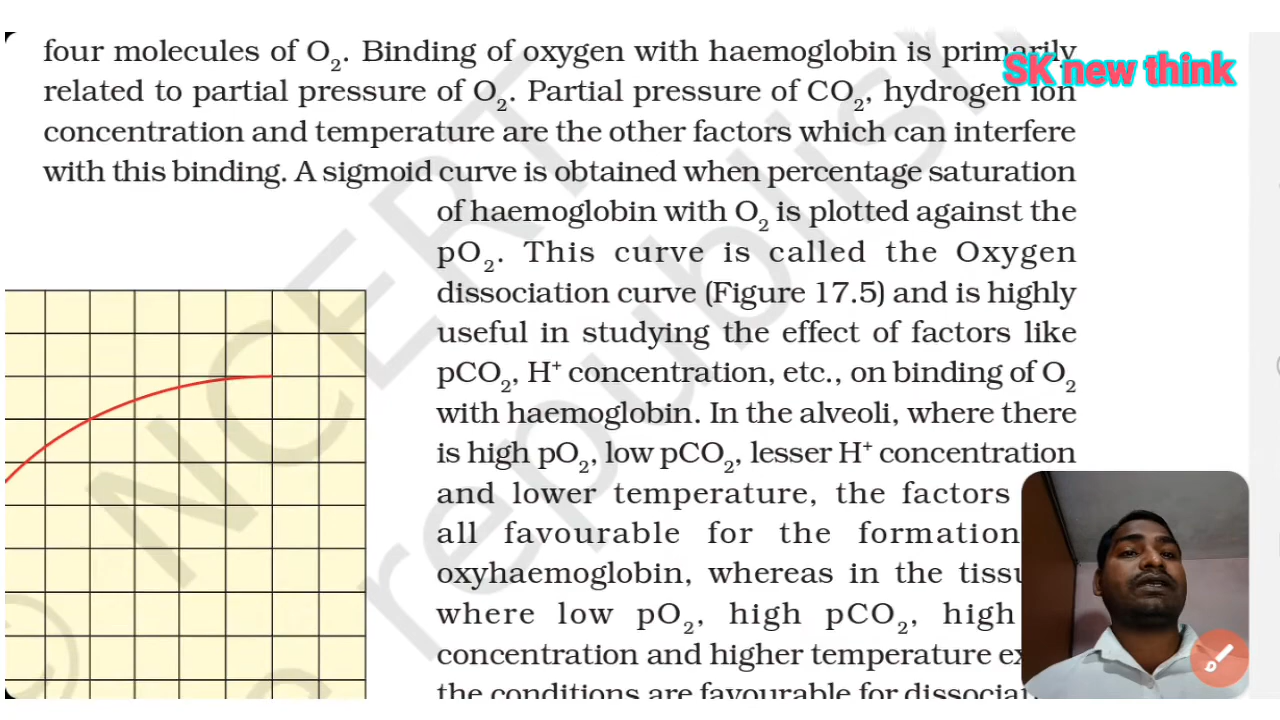 four molecules of O₂. Binding of oxygen with haemoglobin is primarily
SK new think
related to partial pressure of O₂. Partial pressure of CO₂, hydrogen ion
concentration and temperature are the other factors which can interfere
with this binding. A sigmoid curve is obtained when percentage saturation
of haemoglobin with O₂ is plotted against the
pO₂. This curve is called the Oxygen
dissociation curve (Figure 17.5) and is highly
useful in studying the effect of factors like
pCO₂, H⁺ concentration, etc., on binding of O₂
with haemoglobin. In the alveoli, where there
is high pO₂, low pCO₂, lesser H⁺ concentration
and lower temperature, the factors
all favourable for the formation
oxyhaemoglobin, whereas in the
where low pO₂, high pCO₂, high
concentration and higher temperature
the conditions are favourable for
© NCERT
republish